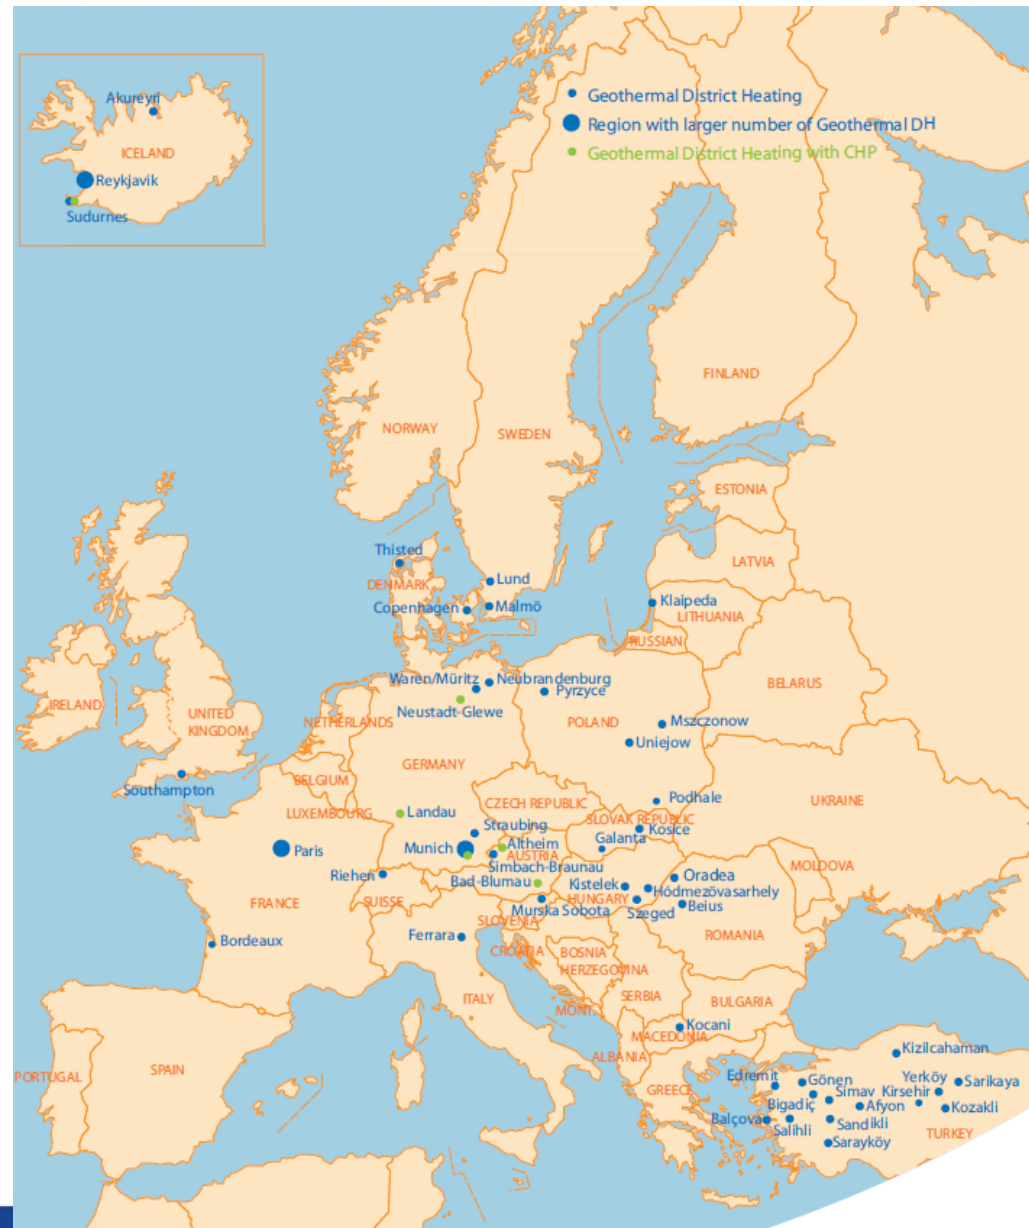 Akureyri
ICELAND
Reykjavik
Sudurnes
Geothermal District Heating
Region with larger number of Geothermal DH
Geothermal District Heating with CHP
FINLAND
NORWAY
SWEDEN
ESTONIA
LATVIA
Thisted
DENMARK
Lund
Copenhagen
Malmö
Klaipeda
LITHUANIA
RUSSIAN
BELARUS
IRELAND
UNITED
KINGDOM
NETHERLANDS
Waren/Müritz
Neubrandenburg
Pyrzyce
Neustadt-Glewe
POLAND
Mszczonow
Uniejow
GERMANY
BELGIUM
Southampton
LUXEMBOURG
Landau
CZECH REPUBLIC
Podhale
UKRAINE
SLOVAK REPUBLIC
Straubing
Kosice
Galanta
Paris
Munich
Altheim
AUSTRIA
Simbach-Braunau
MOLDOVA
Riehen
Bad-Blumau
Kistelek
Oradea
Hódmezövasarhely
HUNGARY
Beius
FRANCE
SUISSE
Murska Sobota
Szeged
SLOVENIA
Ferrara
ROMANIA
Bordeaux
CROATIA
BOSNIA
HERZEGOVINA
ITALY
SERBIA
BULGARIA
MONT.
Kocani
MACEDONIA
ALBANIA
Kizilcahaman
PORTUGAL
SPAIN
GREECE
Edremit
Gönen
Yerköy
Sarikaya
Simav
Kirsehir
Bigadiç
Afyon
Kozakli
Balçova
Salihli
Sandikli
TURKEY
Sarayköy